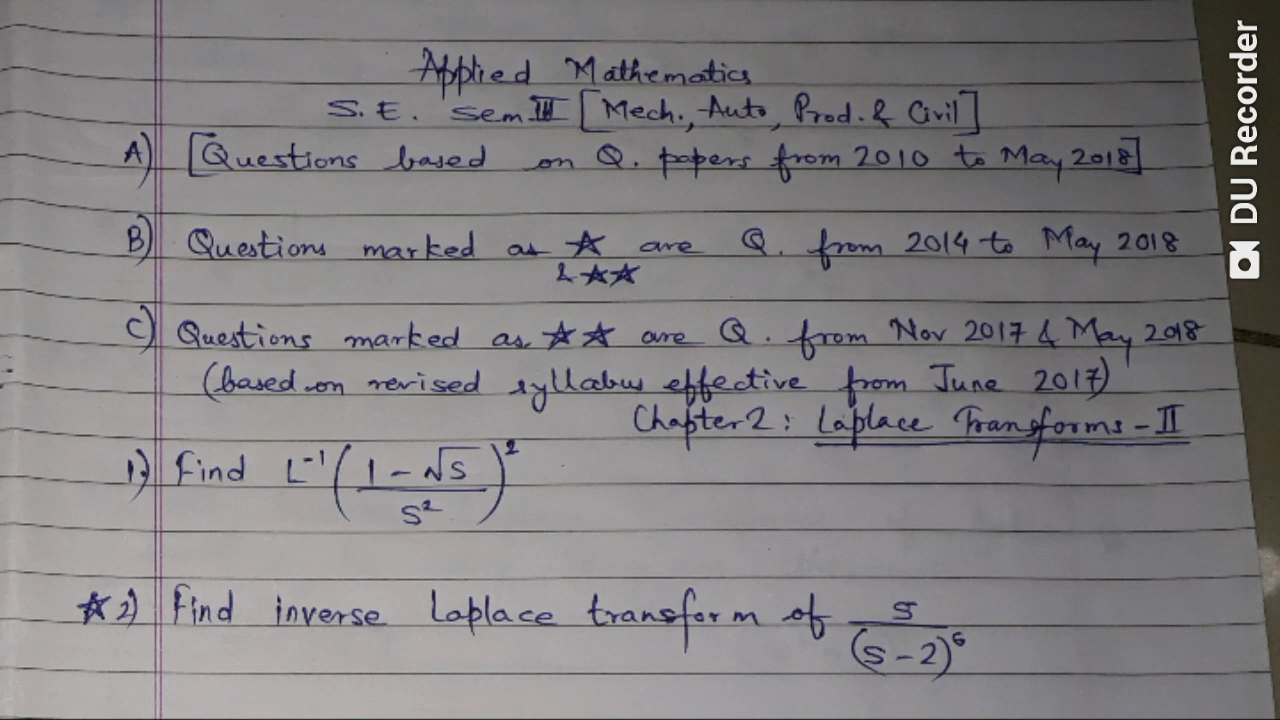 Applied Mathematics
S.E. Sem III [Mech., Auto, Prod. & Civil]
A) [Questions based on Q. papers from 2010 to May 2018]
B) Questions marked as ☆ are Q. from 2014 to May 2018
& ☆☆
C) Questions marked as ☆☆ are Q. from Nov 2017 & May 2018
(based on revised syllabus effective from June 2017)
Chapter 2: Laplace Transforms - II
1) Find L⁻¹ ((1 - √s)/s²)²
☆ 2) Find inverse Laplace transform of s/(s-2)⁶
DU Recorder